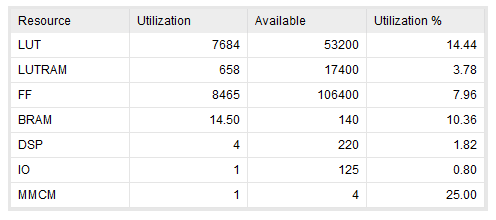 Resource Utilization Available Utilization %
LUT 7684 53200 14.44
LUTRAM 658 17400 3.78
FF 8465 106400 7.96
BRAM 14.50 140 10.36
DSP 4 220 1.82
IO 1 125 0.80
MMCM 1 4 25.00